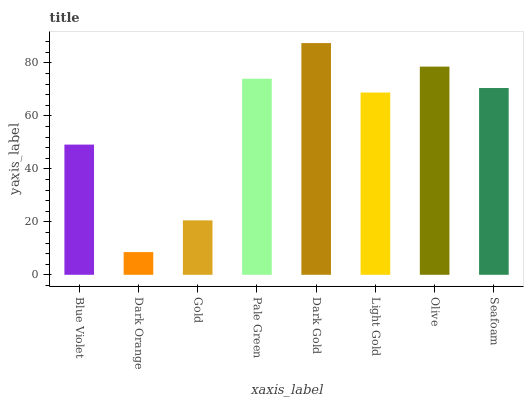 title
yaxis_label
80
60
40
20
0
Blue Violet
Dark Orange
Gold
Pale Green
Dark Gold
Light Gold
Olive
Seafoam
xaxis_label